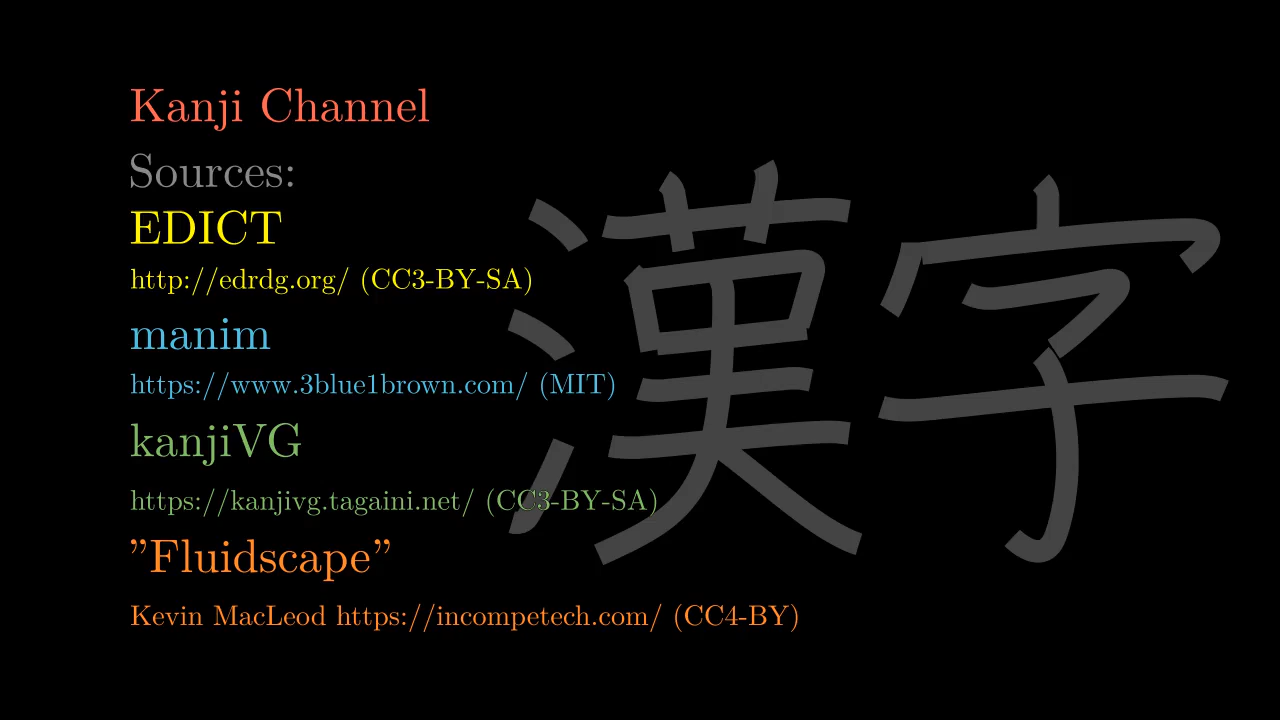 Kanji Channel
Sources:
EDICT
http://edrdg.org/ (CC3-BY-SA)
manim
https://www.3blue1brown.com/ (MIT)
kanjiVG
https://kanjivg.tagaini.net/ (CC3-BY-SA)
”Fluidscape”
Kevin MacLeod https://incompetech.com/ (CC4-BY)
漢字